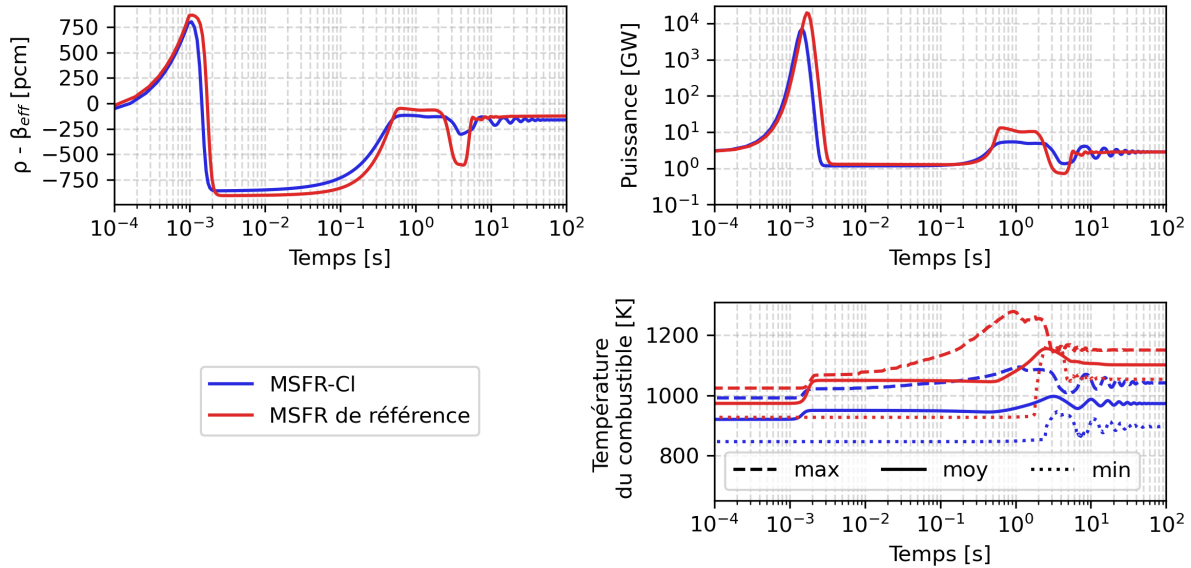 750
500
250
0
−250
−500
−750
ρ - β_eff [pcm]
10⁻⁴ 10⁻³ 10⁻² 10⁻¹ 10⁰ 10¹ 10²
Temps [s]
10⁴
10³
10²
10¹
10⁰
10⁻¹
Puissance [GW]
10⁻⁴ 10⁻³ 10⁻² 10⁻¹ 10⁰ 10¹ 10²
Temps [s]
MSFR-Cl
MSFR de référence
1200
1000
800
Température
du combustible [K]
max moy min
10⁻⁴ 10⁻³ 10⁻² 10⁻¹ 10⁰ 10¹ 10²
Temps [s]